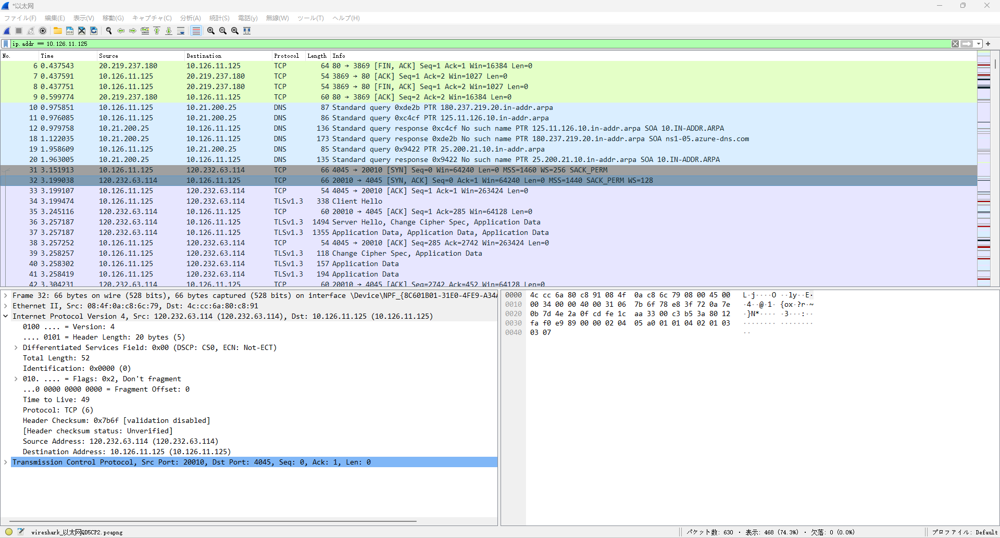 *以太网
ファイル(F) 編集(E) 表示(V) 移動(G) キャプチャ(C) 分析(A) 統計(S) 電話(y) 無線(W) ツール(T) ヘルプ(H)
ip.addr == 10.126.11.125
No. Time Source Destination Protocol Length Info
6 0.437543 20.219.237.180 10.126.11.125 TCP 64 80 → 3869 [FIN, ACK] Seq=1 Ack=1 Win=16384 Len=0
7 0.437591 10.126.11.125 20.219.237.180 TCP 54 3869 → 80 [ACK] Seq=1 Ack=2 Win=1027 Len=0
8 0.437751 10.126.11.125 20.219.237.180 TCP 54 3869 → 80 [FIN, ACK] Seq=1 Ack=2 Win=1027 Len=0
9 0.599774 20.219.237.180 10.126.11.125 TCP 60 80 → 3869 [ACK] Seq=2 Ack=2 Win=16384 Len=0
10 0.975851 10.126.11.125 10.21.200.25 DNS 87 Standard query 0xde2b PTR 180.237.219.20.in-addr.arpa
11 0.976085 10.126.11.125 10.21.200.25 DNS 86 Standard query 0xc4cf PTR 125.11.126.10.in-addr.arpa
12 0.979758 10.21.200.25 10.126.11.125 DNS 136 Standard query response 0xc4cf No such name PTR 125.11.126.10.in-addr.arpa SOA 10.IN-ADDR.ARPA
18 1.122035 10.21.200.25 10.126.11.125 DNS 173 Standard query response 0xde2b No such name PTR 180.237.219.20.in-addr.arpa SOA ns1-05.azure-dns.com
19 1.958609 10.126.11.125 10.21.200.25 DNS 85 Standard query 0x9422 PTR 25.200.21.10.in-addr.arpa
20 1.963005 10.21.200.25 10.126.11.125 DNS 135 Standard query response 0x9422 No such name PTR 25.200.21.10.in-addr.arpa SOA 10.IN-ADDR.ARPA
31 3.151913 10.126.11.125 120.232.63.114 TCP 66 4045 → 20010 [SYN] Seq=0 Win=64240 Len=0 MSS=1460 WS=256 SACK_PERM
32 3.199038 120.232.63.114 10.126.11.125 TCP 66 20010 → 4045 [SYN, ACK] Seq=0 Ack=1 Win=64240 Len=0 MSS=1440 SACK_PERM WS=128
33 3.199107 10.126.11.125 120.232.63.114 TCP 54 4045 → 20010 [ACK] Seq=1 Ack=1 Win=263424 Len=0
34 3.199474 10.126.11.125 120.232.63.114 TLSv1.3 338 Client Hello
35 3.245116 120.232.63.114 10.126.11.125 TCP 60 20010 → 4045 [ACK] Seq=1 Ack=285 Win=64128 Len=0
36 3.257187 120.232.63.114 10.126.11.125 TLSv1.3 1494 Server Hello, Change Cipher Spec, Application Data
37 3.257187 120.232.63.114 10.126.11.125 TLSv1.3 1355 Application Data, Application Data, Application Data
38 3.257252 10.126.11.125 120.232.63.114 TCP 54 4045 → 20010 [ACK] Seq=285 Ack=2742 Win=263424 Len=0
39 3.258257 10.126.11.125 120.232.63.114 TLSv1.3 118 Change Cipher Spec, Application Data
40 3.258302 10.126.11.125 120.232.63.114 TLSv1.3 157 Application Data
41 3.258419 10.126.11.125 120.232.63.114 TLSv1.3 194 Application Data
42 3.304231 120.232.63.114 10.126.11.125 TCP 60 20010 → 4045 [ACK] Seq=2742 Ack=452 Win=64128 Len=0
Frame 32: 66 bytes on wire (528 bits), 66 bytes captured (528 bits) on interface \Device\NPF_{8C601B01-31E0-4FE9-A34A
Ethernet II, Src: 08:4f:0a:c8:6c:79, Dst: 4c:cc:6a:80:c8:91
Internet Protocol Version 4, Src: 120.232.63.114 (120.232.63.114), Dst: 10.126.11.125 (10.126.11.125)
0100 .... = Version: 4
.... 0101 = Header Length: 20 bytes (5)
Differentiated Services Field: 0x00 (DSCP: CS0, ECN: Not-ECT)
Total Length: 52
Identification: 0x0000 (0)
010. .... = Flags: 0x2, Don't fragment
...0 0000 0000 0000 = Fragment Offset: 0
Time to Live: 49
Protocol: TCP (6)
Header Checksum: 0x7b6f [validation disabled]
[Header checksum status: Unverified]
Source Address: 120.232.63.114 (120.232.63.114)
Destination Address: 10.126.11.125 (10.126.11.125)
Transmission Control Protocol, Src Port: 20010, Dst Port: 4045, Seq: 0, Ack: 1, Len: 0
0000 4c cc 6a 80 c8 91 08 4f 0a c8 6c 79 08 00 45 00 L·j····O ··ly··E·
0010 00 34 00 00 40 00 31 06 7b 6f 78 e8 3f 72 0a 7e ·4··@·1· {ox·?r·~
0020 0b 7d 4e 2a 0f cd fe 1c aa 33 00 c3 b5 3a 80 12 ·}N*···· ·3···:··
0030 fa f0 e9 89 00 00 02 04 05 a0 01 01 04 02 01 03 ········ ········
0040 03 07 ··
wireshark_以太网QD5CP2.pcapng パケット数: 630 · 表示: 468 (74.3%) · 欠落: 0 (0.0%) プロファイル: Default